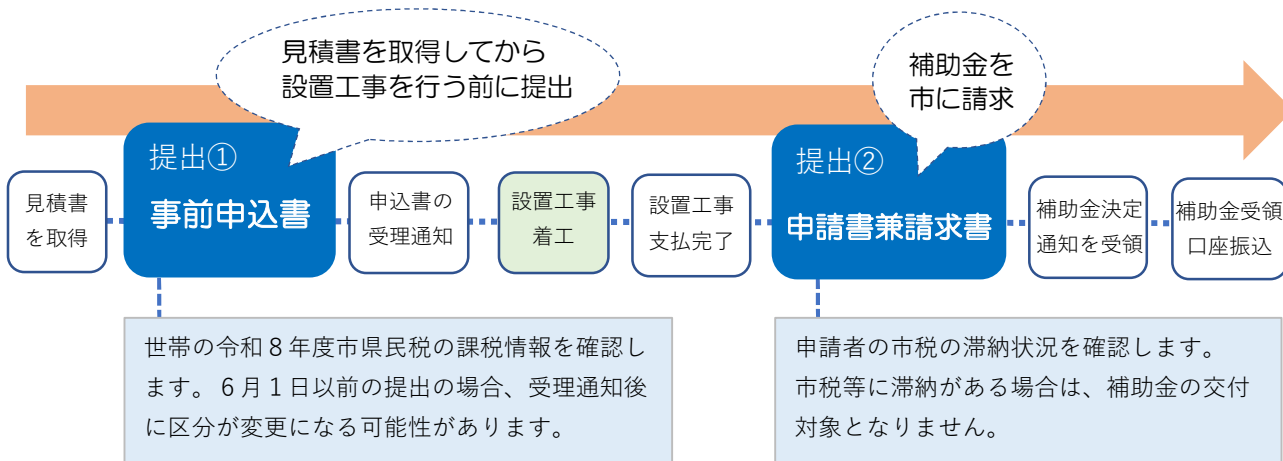 見積書を取得してから
設置工事を行う前に提出
補助金を
市に請求
見積書
を取得
提出①
事前申込書
申込書の
受理通知
設置工事
着工
設置工事
支払完了
提出②
申請書兼請求書
補助金決定
通知を受領
補助金受領
口座振込
世帯の令和８年度市県民税の課税情報を確認し
ます。６月１日以前の提出の場合、受理通知後
に区分が変更になる可能性があります。
申請者の市税の滞納状況を確認します。
市税等に滞納がある場合は、補助金の交付
対象となりません。